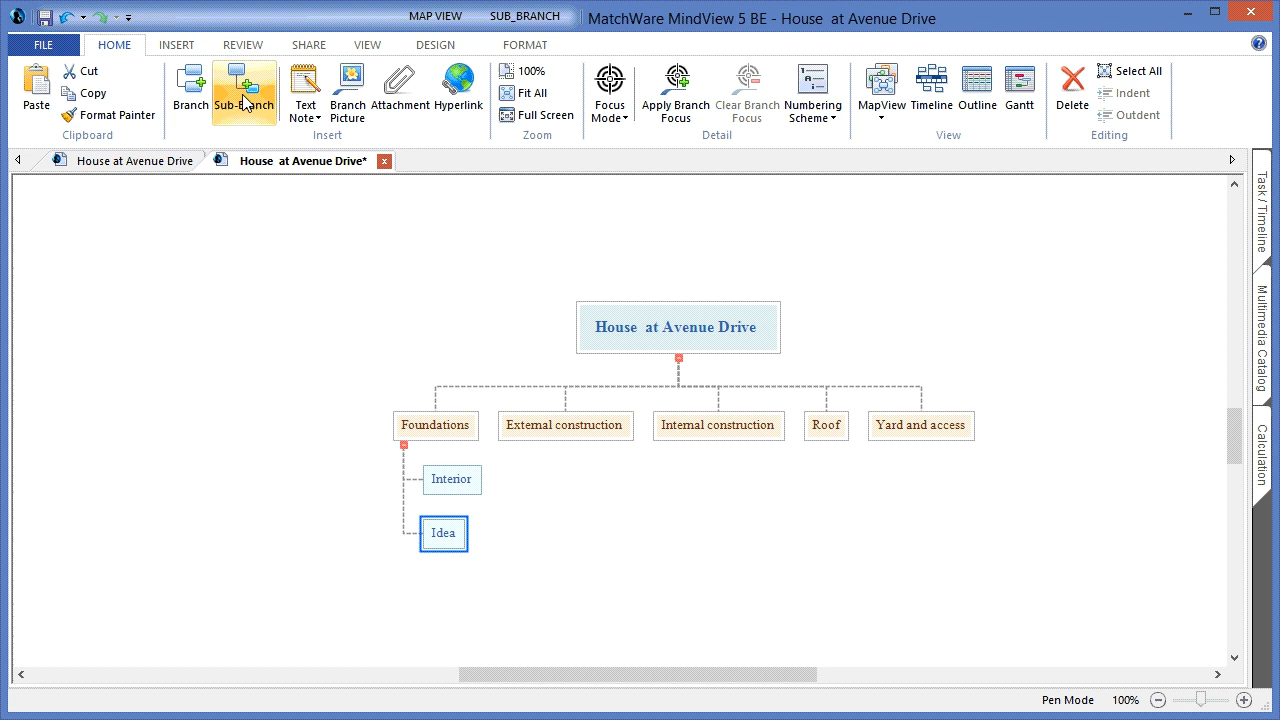 MAP VIEW SUB_BRANCH MatchWare MindView 5 BE - House at Avenue Drive
FILE HOME INSERT REVIEW SHARE VIEW DESIGN FORMAT
Paste
Cut
Copy
Format Painter
Clipboard
Branch
Sub-Branch
Text Note
Branch Picture
Attachment
Hyperlink
Insert
100%
Fit All
Full Screen
Zoom
Focus Mode
Apply Branch Focus
Clear Branch Focus
Numbering Scheme
Detail
MapView
Timeline
Outline
Gantt
View
Delete
Select All
Indent
Outdent
Editing
House at Avenue Drive
House at Avenue Drive*
House at Avenue Drive
Foundations
External construction
Internal construction
Roof
Yard and access
Interior
Idea
Task / Timeline
Multimedia Catalog
Calculation
Pen Mode 100%